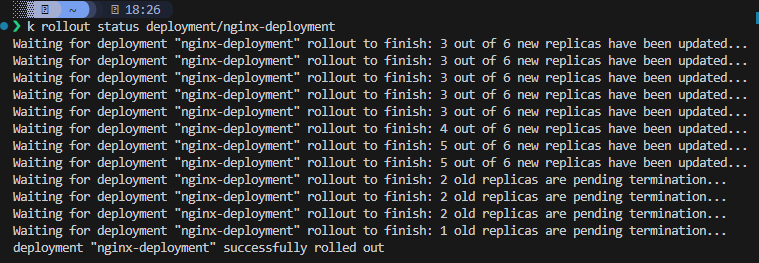 ~ 18:26
❯ k rollout status deployment/nginx-deployment
Waiting for deployment "nginx-deployment" rollout to finish: 3 out of 6 new replicas have been updated...
Waiting for deployment "nginx-deployment" rollout to finish: 3 out of 6 new replicas have been updated...
Waiting for deployment "nginx-deployment" rollout to finish: 3 out of 6 new replicas have been updated...
Waiting for deployment "nginx-deployment" rollout to finish: 3 out of 6 new replicas have been updated...
Waiting for deployment "nginx-deployment" rollout to finish: 3 out of 6 new replicas have been updated...
Waiting for deployment "nginx-deployment" rollout to finish: 4 out of 6 new replicas have been updated...
Waiting for deployment "nginx-deployment" rollout to finish: 5 out of 6 new replicas have been updated...
Waiting for deployment "nginx-deployment" rollout to finish: 5 out of 6 new replicas have been updated...
Waiting for deployment "nginx-deployment" rollout to finish: 2 old replicas are pending termination...
Waiting for deployment "nginx-deployment" rollout to finish: 2 old replicas are pending termination...
Waiting for deployment "nginx-deployment" rollout to finish: 2 old replicas are pending termination...
Waiting for deployment "nginx-deployment" rollout to finish: 1 old replicas are pending termination...
deployment "nginx-deployment" successfully rolled out